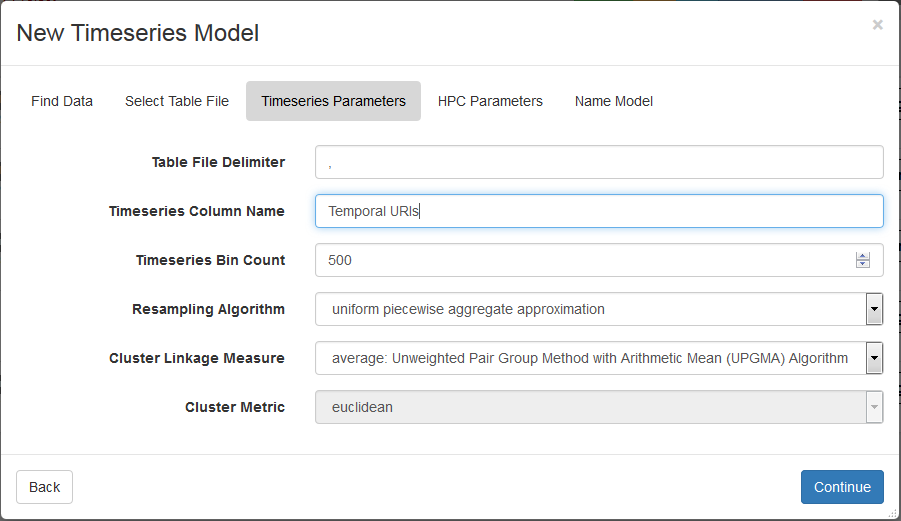 New Timeseries Model ×
Find Data Select Table File Timeseries Parameters HPC Parameters Name Model
Table File Delimiter ,
Timeseries Column Name Temporal URIs
Timeseries Bin Count 500
Resampling Algorithm uniform piecewise aggregate approximation
Cluster Linkage Measure average: Unweighted Pair Group Method with Arithmetic Mean (UPGMA) Algorithm
Cluster Metric euclidean
Back Continue